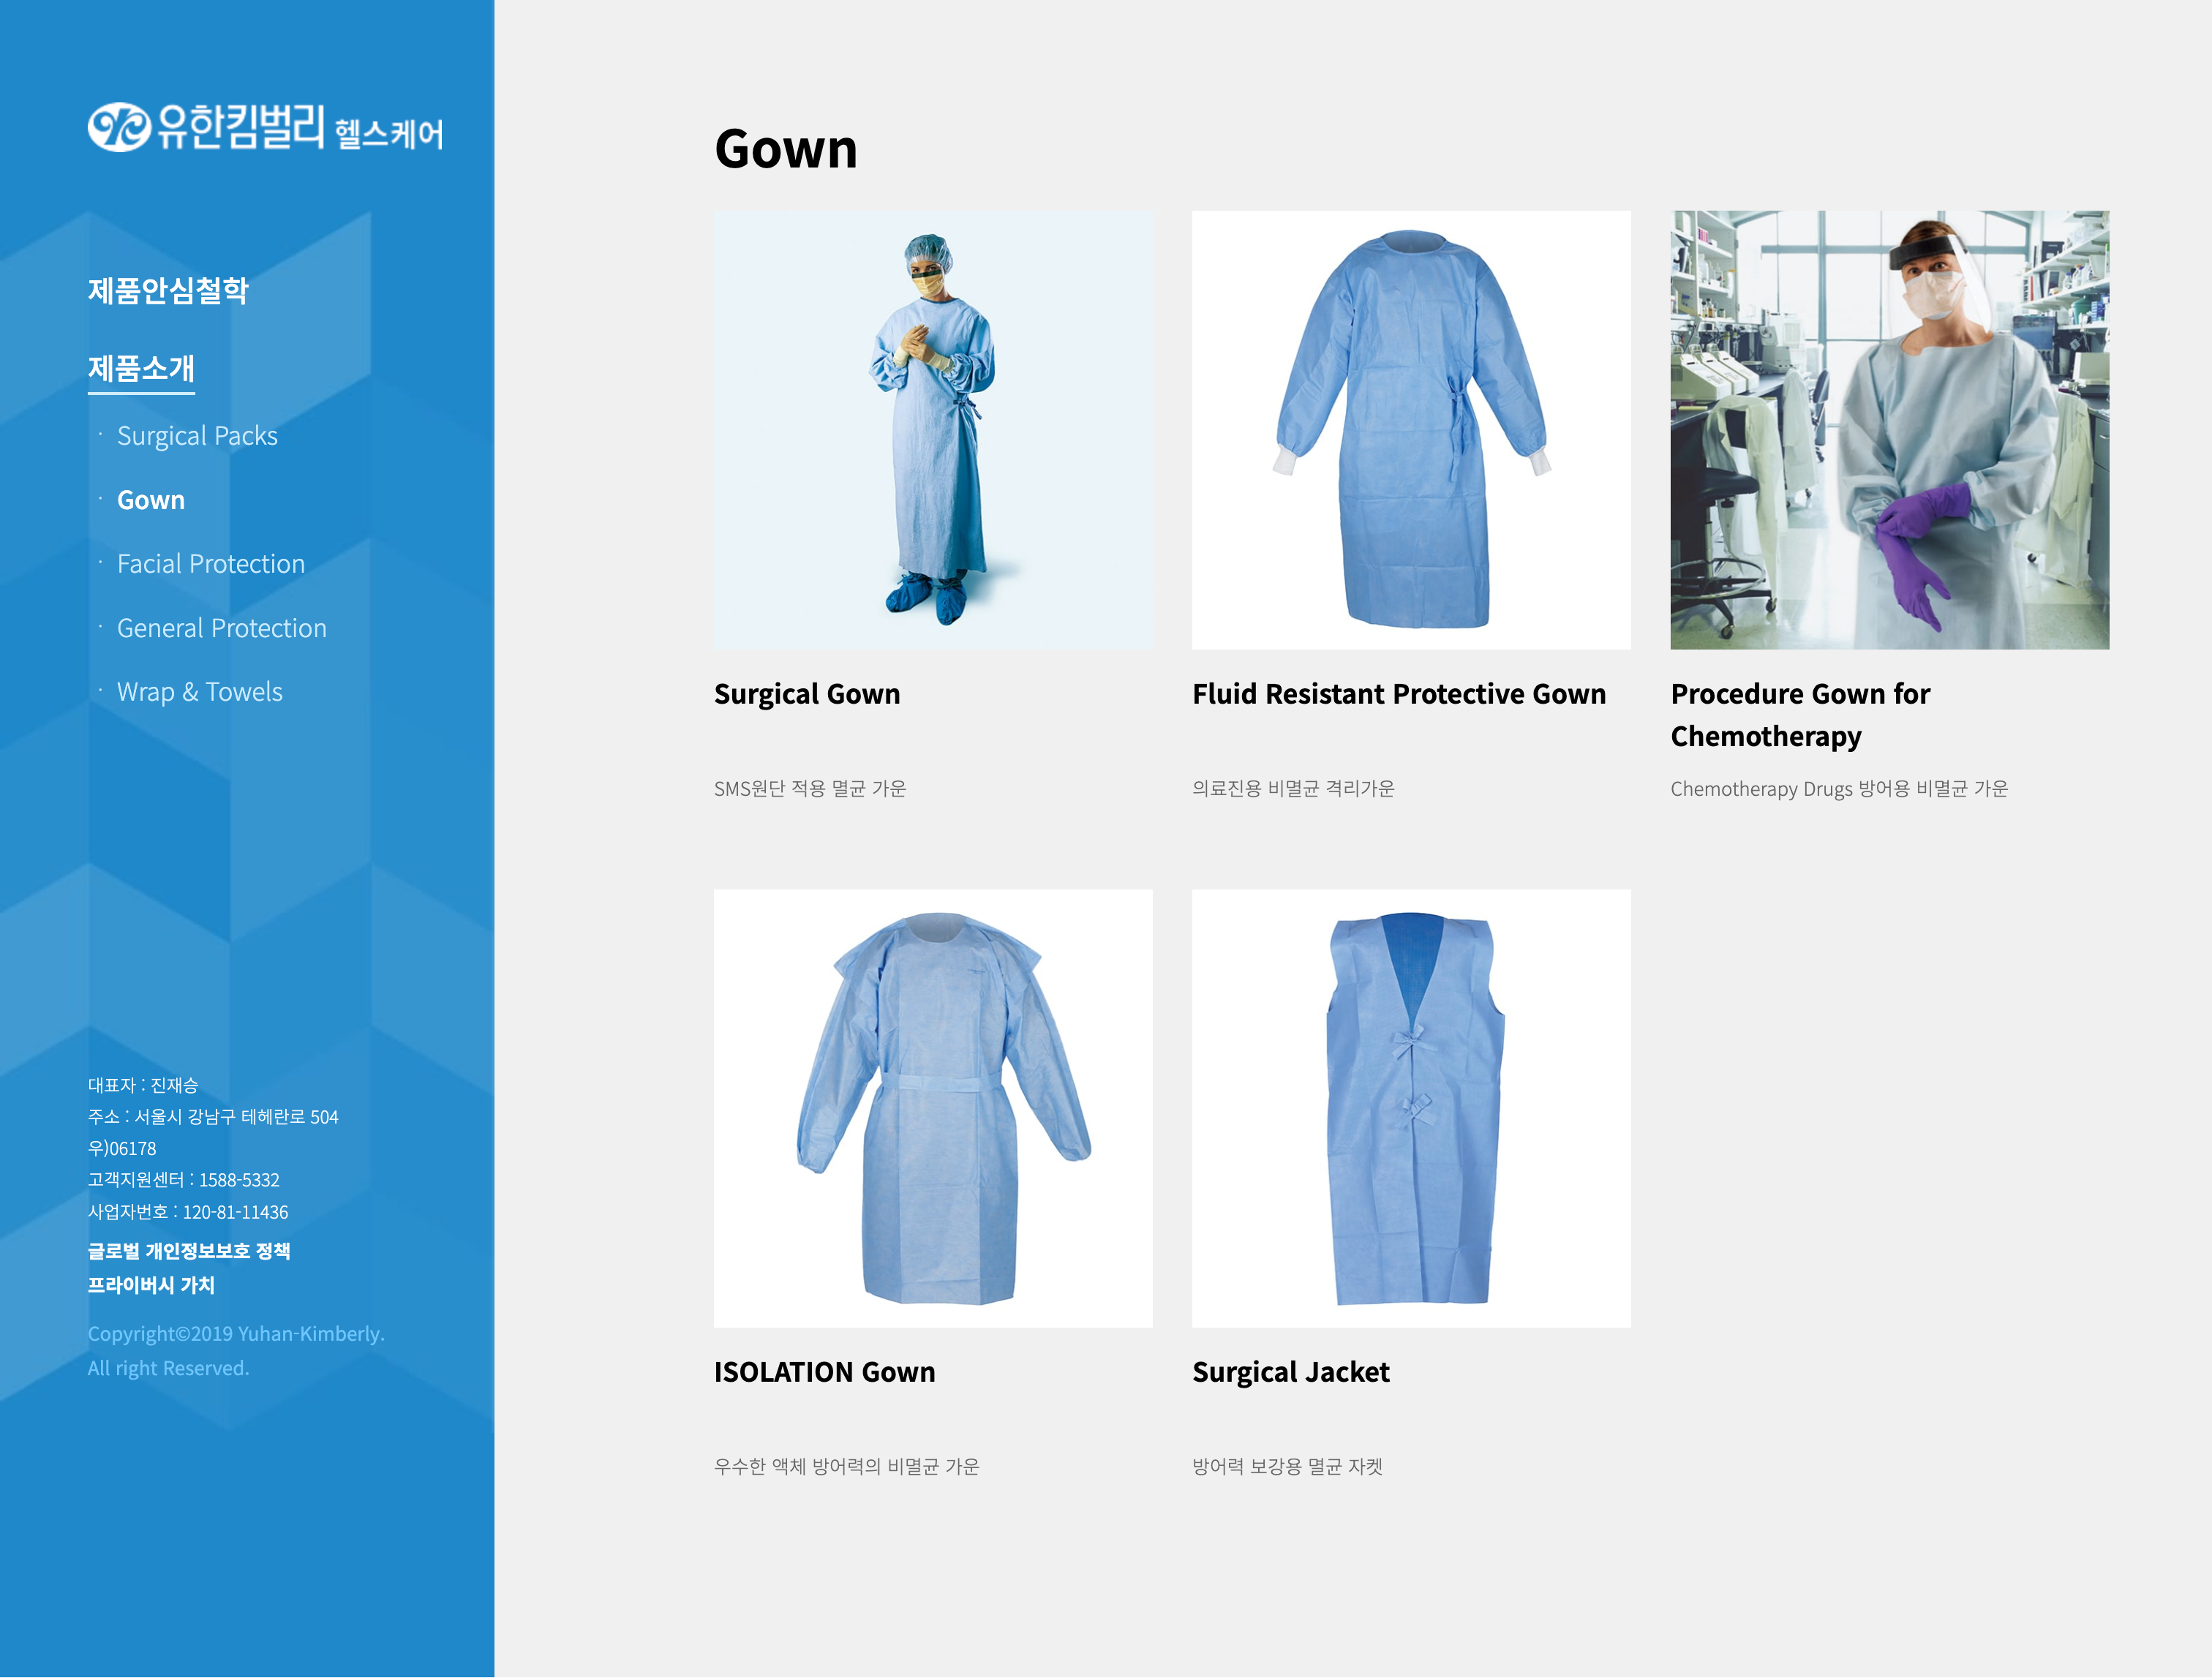 유한킴벌리 헬스케어
제품안심철학
제품소개
· Surgical Packs
· Gown
· Facial Protection
· General Protection
· Wrap & Towels
대표자 : 진재승
주소 : 서울시 강남구 테헤란로 504
우)06178
고객지원센터 : 1588-5332
사업자번호 : 120-81-11436
글로벌 개인정보보호 정책
프라이버시 가치
Copyright©2019 Yuhan-Kimberly.
All right Reserved.
Gown
Surgical Gown
SMS원단 적용 멸균 가운
Fluid Resistant Protective Gown
의료진용 비멸균 격리가운
Procedure Gown for
Chemotherapy
Chemotherapy Drugs 방어용 비멸균 가운
ISOLATION Gown
우수한 액체 방어력의 비멸균 가운
Surgical Jacket
방어력 보강용 멸균 자켓